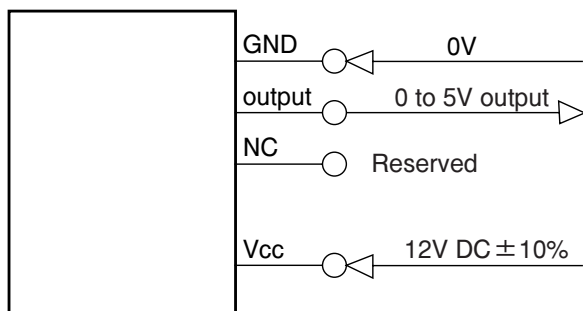 GND 0V
output 0 to 5V output
NC Reserved
Vcc 12V DC ±10%